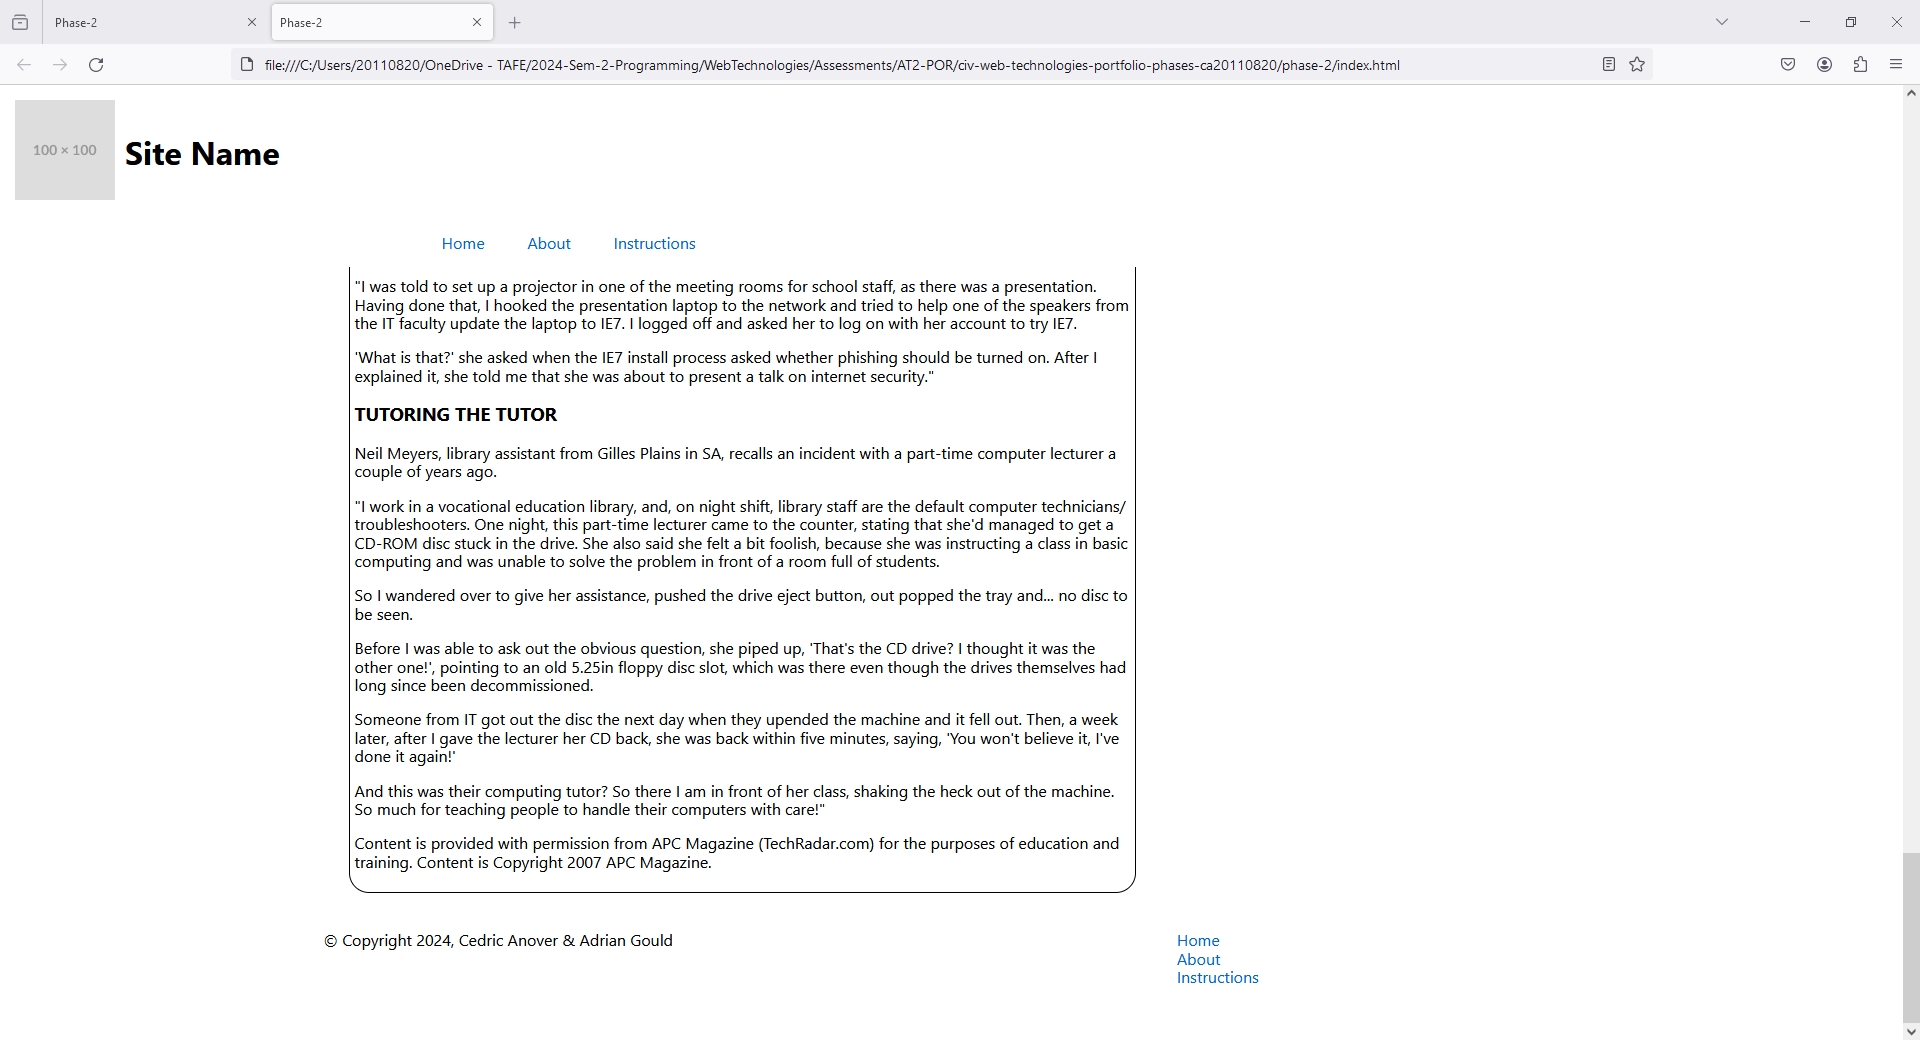 Phase-2
Phase-2
file:///C:/Users/20110820/OneDrive - TAFE/2024-Sem-2-Programming/WebTechnologies/Assessments/AT2-POR/civ-web-technologies-portfolio-phases-ca20110820/phase-2/index.html
100 × 100
Site Name
Home About Instructions
"I was told to set up a projector in one of the meeting rooms for school staff, as there was a presentation.
Having done that, I hooked the presentation laptop to the network and tried to help one of the speakers from
the IT faculty update the laptop to IE7. I logged off and asked her to log on with her account to try IE7.
'What is that?' she asked when the IE7 install process asked whether phishing should be turned on. After I
explained it, she told me that she was about to present a talk on internet security."
TUTORING THE TUTOR
Neil Meyers, library assistant from Gilles Plains in SA, recalls an incident with a part-time computer lecturer a
couple of years ago.
"I work in a vocational education library, and, on night shift, library staff are the default computer technicians/
troubleshooters. One night, this part-time lecturer came to the counter, stating that she'd managed to get a
CD-ROM disc stuck in the drive. She also said she felt a bit foolish, because she was instructing a class in basic
computing and was unable to solve the problem in front of a room full of students.
So I wandered over to give her assistance, pushed the drive eject button, out popped the tray and... no disc to
be seen.
Before I was able to ask out the obvious question, she piped up, 'That's the CD drive? I thought it was the
other one!', pointing to an old 5.25in floppy disc slot, which was there even though the drives themselves had
long since been decommissioned.
Someone from IT got out the disc the next day when they upended the machine and it fell out. Then, a week
later, after I gave the lecturer her CD back, she was back within five minutes, saying, 'You won't believe it, I've
done it again!'
And this was their computing tutor? So there I am in front of her class, shaking the heck out of the machine.
So much for teaching people to handle their computers with care!"
Content is provided with permission from APC Magazine (TechRadar.com) for the purposes of education and
training. Content is Copyright 2007 APC Magazine.
© Copyright 2024, Cedric Anover & Adrian Gould
Home
About
Instructions